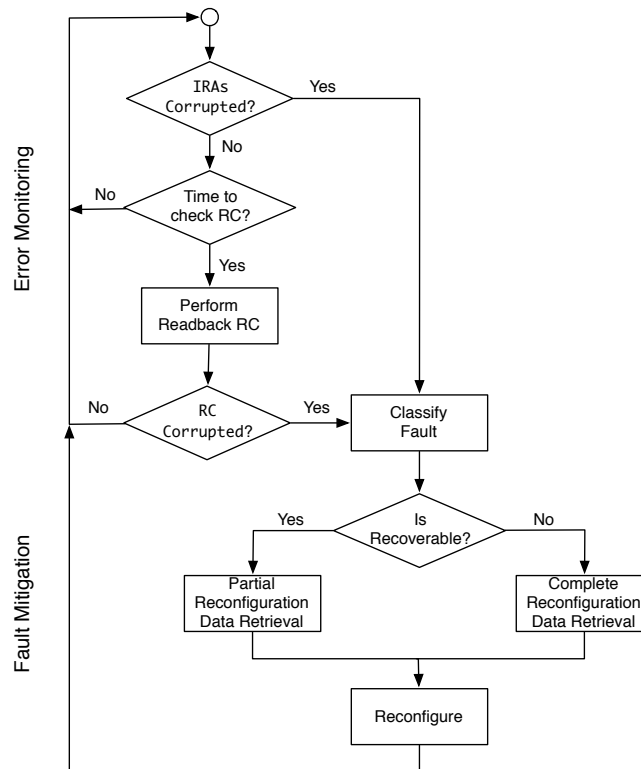 IRAs
Corrupted?
Yes
No
Error Monitoring
No
Time to
check RC?
Yes
Perform
Readback RC
No
RC
Corrupted?
Yes
Classify
Fault
Fault Mitigation
Yes
Is
Recoverable?
No
Partial
Reconfiguration
Data Retrieval
Complete
Reconfiguration
Data Retrieval
Reconfigure